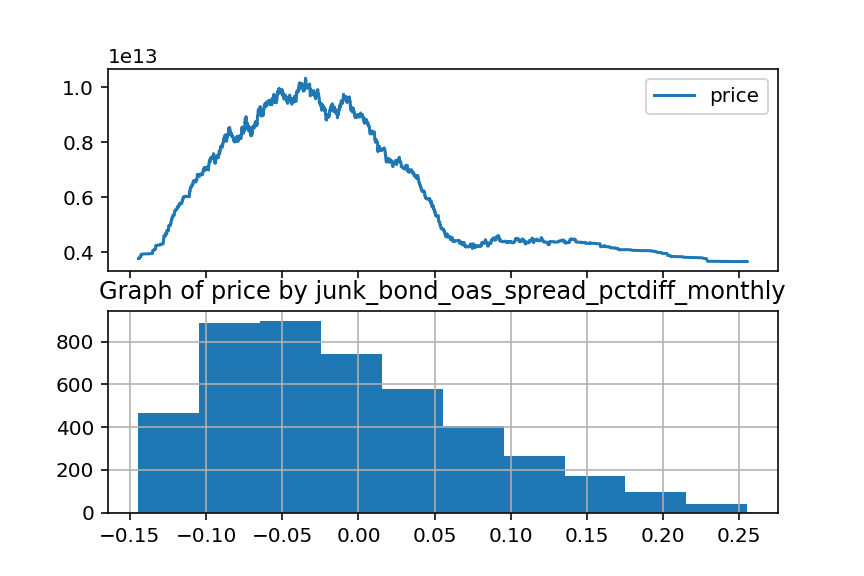 1e13
1.0
0.8
0.6
0.4
price
Graph of price by junk_bond_oas_spread_pctdiff_monthly
800
600
400
200
0
−0.15 −0.10 −0.05 0.00 0.05 0.10 0.15 0.20 0.25